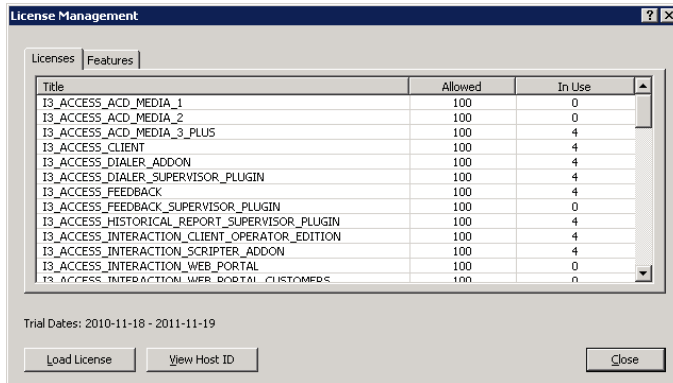 License Management
Licenses Features
Title Allowed In Use
I3_ACCESS_ACD_MEDIA_1 100 0
I3_ACCESS_ACD_MEDIA_2 100 0
I3_ACCESS_ACD_MEDIA_3_PLUS 100 4
I3_ACCESS_CLIENT 100 4
I3_ACCESS_DIALER_ADDON 100 4
I3_ACCESS_DIALER_SUPERVISOR_PLUGIN 100 4
I3_ACCESS_FEEDBACK 100 4
I3_ACCESS_FEEDBACK_SUPERVISOR_PLUGIN 100 0
I3_ACCESS_HISTORICAL_REPORT_SUPERVISOR_PLUGIN 100 4
I3_ACCESS_INTERACTION_CLIENT_OPERATOR_EDITION 100 4
I3_ACCESS_INTERACTION_SCRIPTER_ADDON 100 4
I3_ACCESS_INTERACTION_WEB_PORTAL 100 0
I3_ACCESS_INTERACTION_WEB_PORTAL_CUSTOMERS 100 0
Trial Dates: 2010-11-18 - 2011-11-19
Load License View Host ID Close